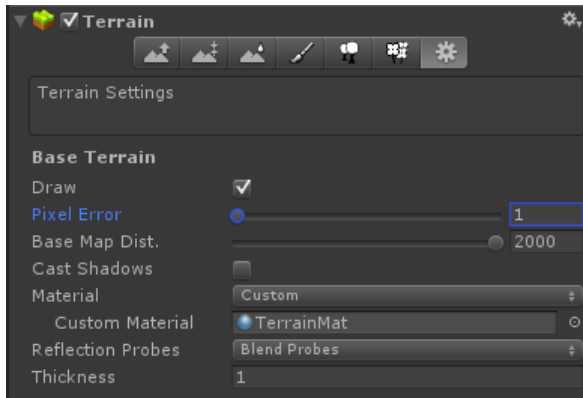 Terrain
Terrain Settings
Base Terrain
Draw
Pixel Error 1
Base Map Dist. 2000
Cast Shadows
Material Custom
Custom Material TerrainMat
Reflection Probes Blend Probes
Thickness 1